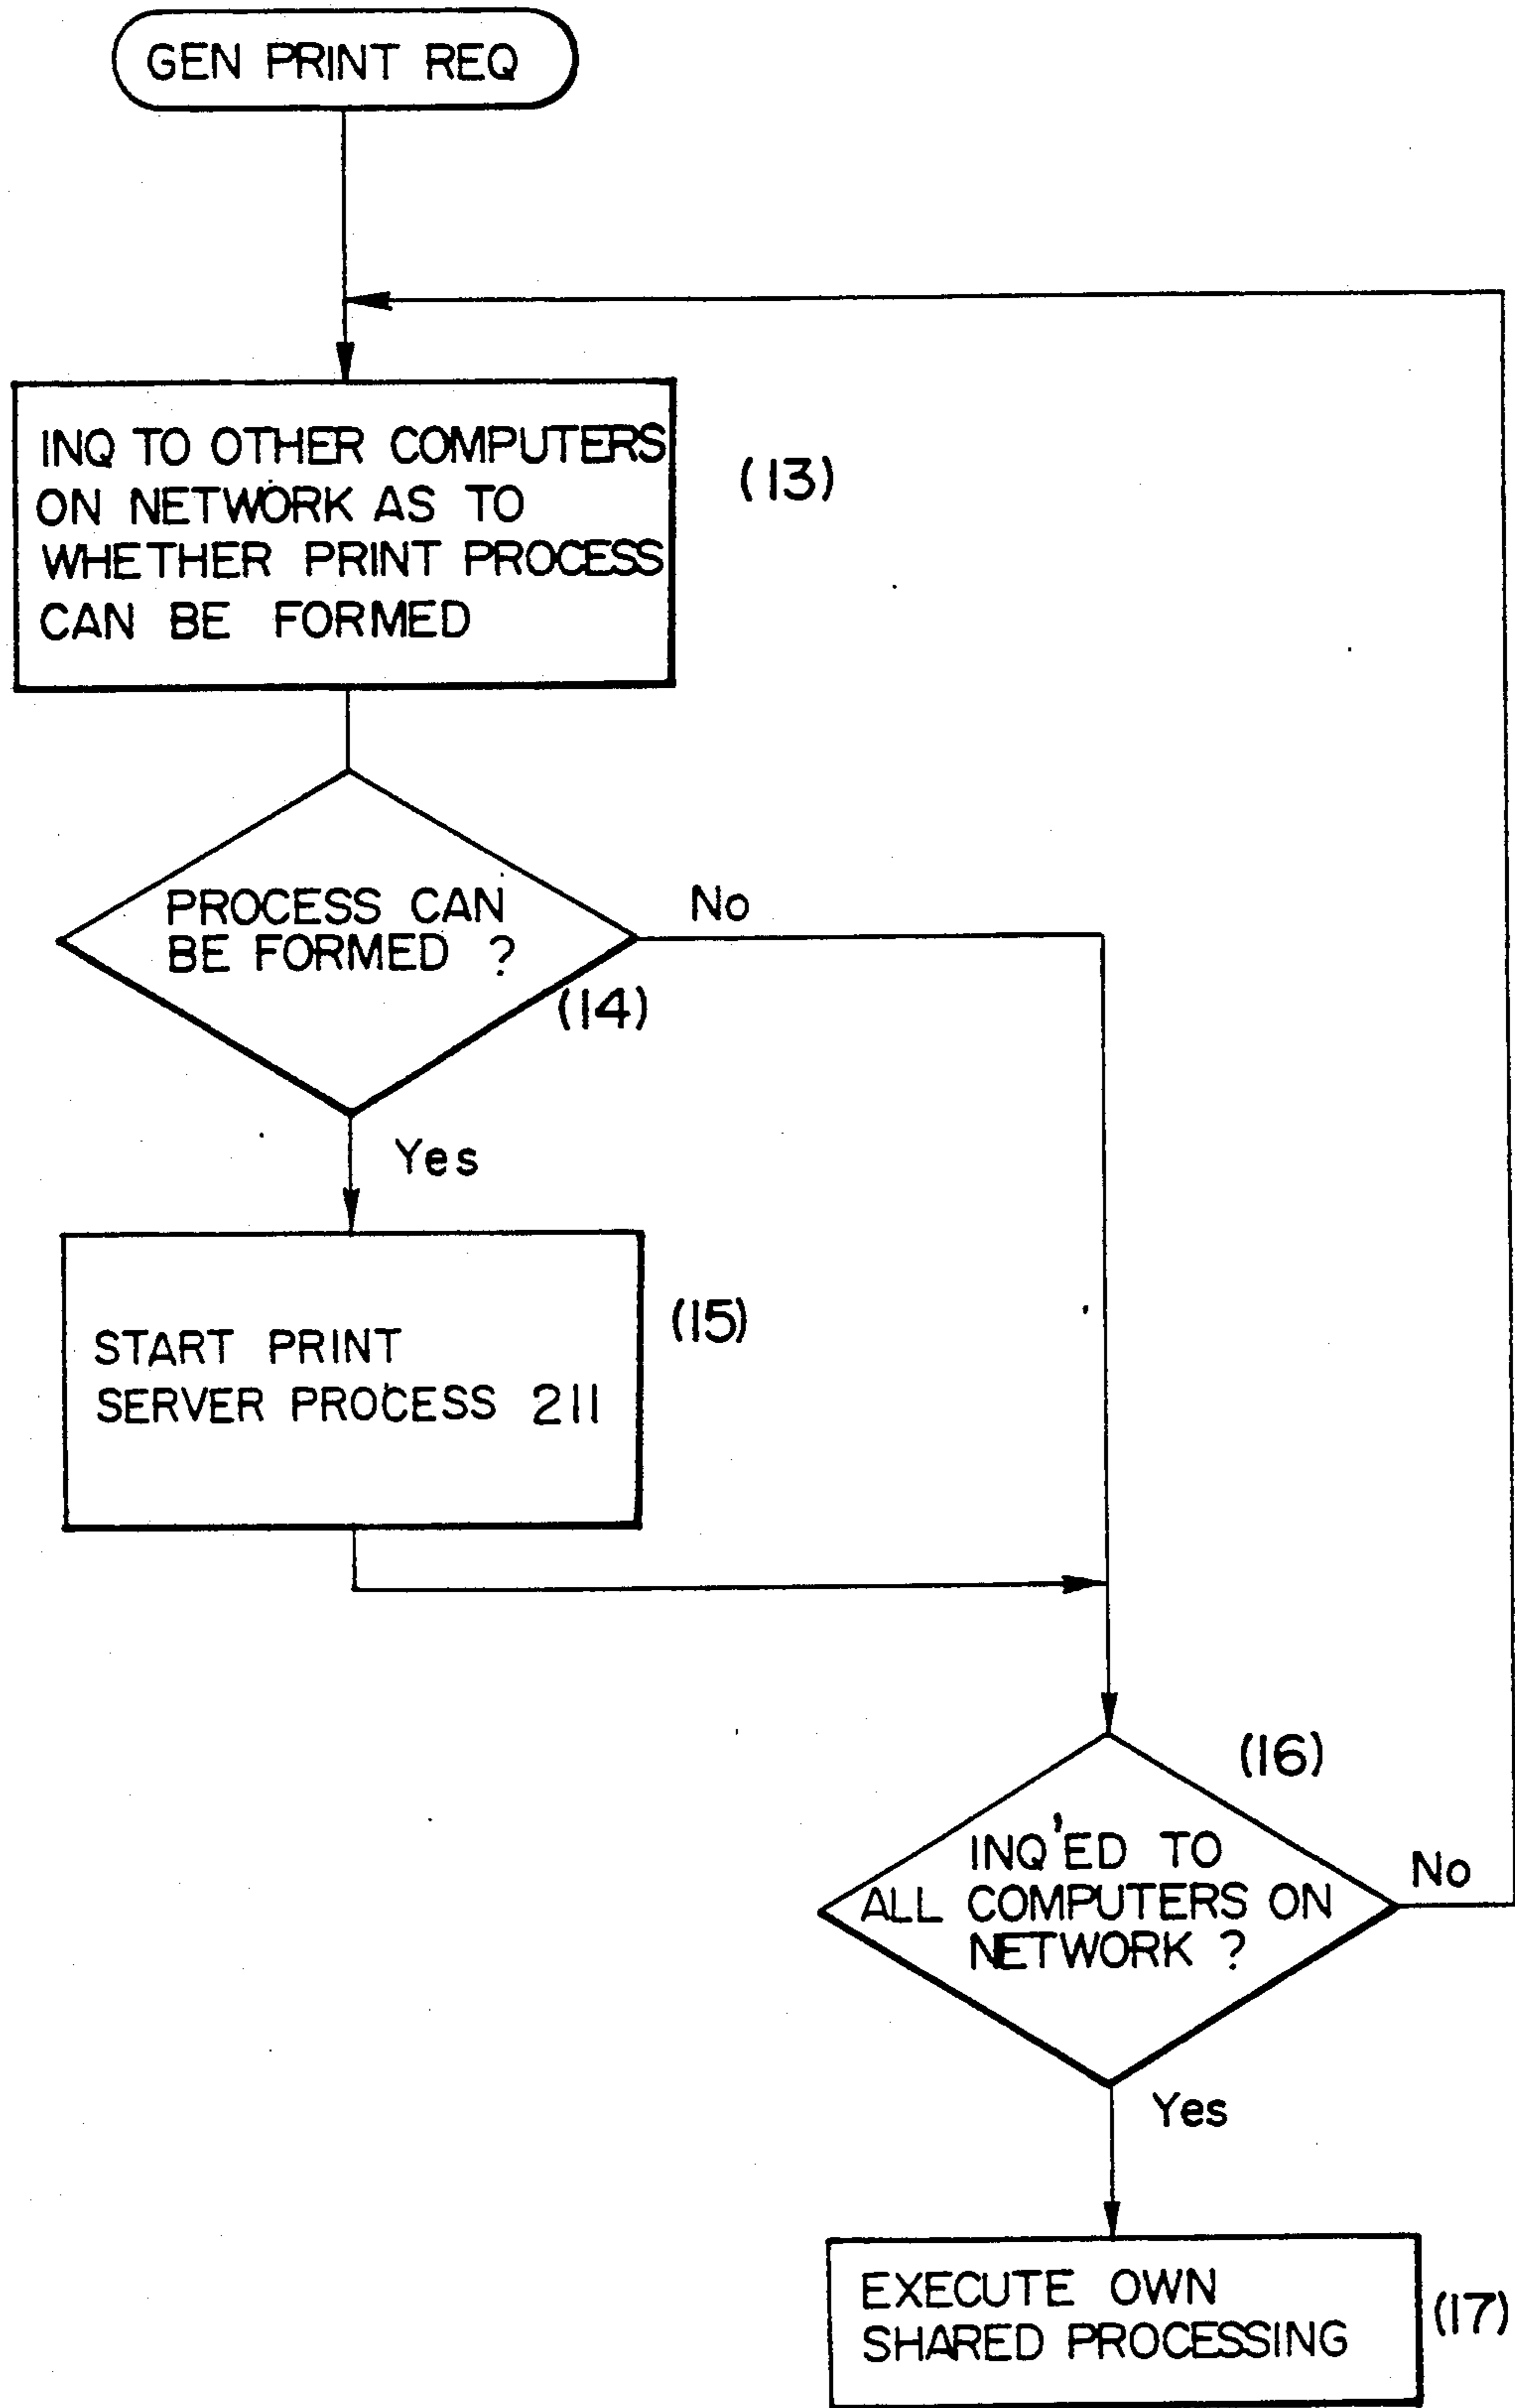 GEN PRINT REQ
INQ TO OTHER COMPUTERS
ON NETWORK AS TO
WHETHER PRINT PROCESS
CAN BE FORMED
(13)
PROCESS CAN
BE FORMED ?
No
(14)
Yes
START PRINT
SERVER PROCESS 211
(15)
(16)
INQ'ED TO
ALL COMPUTERS ON
NETWORK ?
No
Yes
EXECUTE OWN
SHARED PROCESSING
(17)